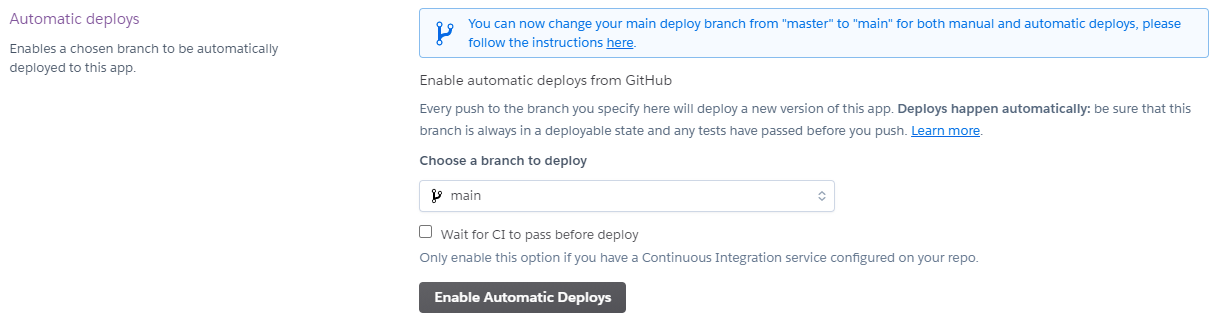 Automatic deploys
Enables a chosen branch to be automatically
deployed to this app.
You can now change your main deploy branch from "master" to "main" for both manual and automatic deploys, please
follow the instructions here.
Enable automatic deploys from GitHub
Every push to the branch you specify here will deploy a new version of this app. Deploys happen automatically: be sure that this
branch is always in a deployable state and any tests have passed before you push. Learn more.
Choose a branch to deploy
main
Wait for CI to pass before deploy
Only enable this option if you have a Continuous Integration service configured on your repo.
Enable Automatic Deploys